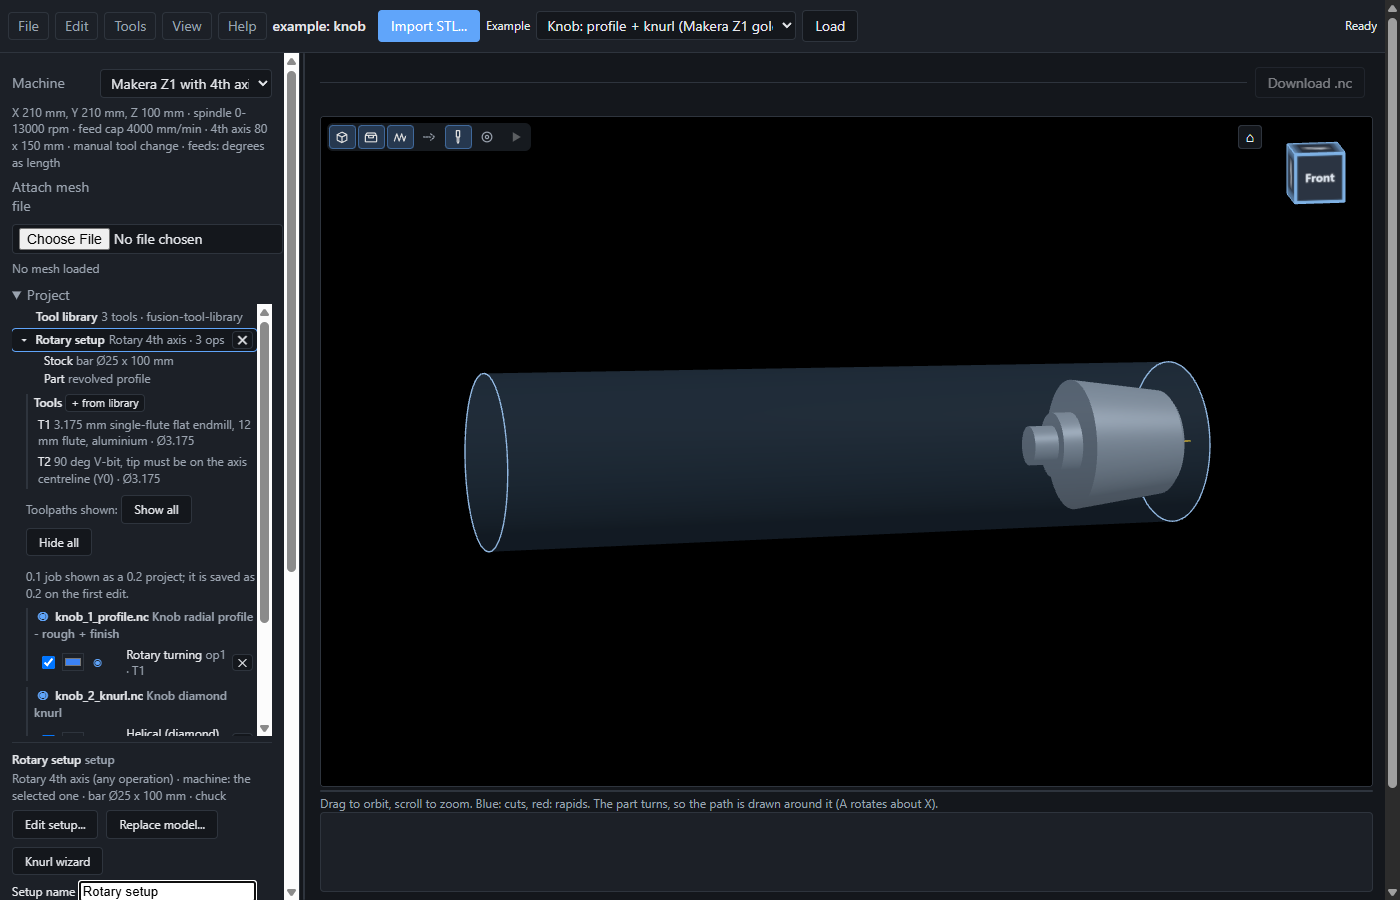 File Edit Tools View Help example: knob Import STL... Example Knob: profile + knurl (Makera Z1 gol Load Ready
Machine Makera Z1 with 4th axi
X 210 mm, Y 210 mm, Z 100 mm · spindle 0-
13000 rpm · feed cap 4000 mm/min · 4th axis 80
x 150 mm · manual tool change · feeds: degrees
as length
Attach mesh
file
Choose File No file chosen
No mesh loaded
Project
Tool library 3 tools · fusion-tool-library
Rotary setup Rotary 4th axis · 3 ops
Stock bar Ø25 x 100 mm
Part revolved profile
Tools + from library
T1 3.175 mm single-flute flat endmill, 12
mm flute, aluminium · Ø3.175
T2 90 deg V-bit, tip must be on the axis
centreline (Y0) · Ø3.175
Toolpaths shown: Show all
Hide all
0.1 job shown as a 0.2 project; it is saved as
0.2 on the first edit.
knob_1_profile.nc Knob radial profile
- rough + finish
Rotary turning op1
· T1
knob_2_knurl.nc Knob diamond
knurl
Helical (diamond)
Rotary setup setup
Rotary 4th axis (any operation) · machine: the
selected one · bar Ø25 x 100 mm · chuck
Edit setup... Replace model...
Knurl wizard
Setup name Rotary setup
Download .nc
Front
Drag to orbit, scroll to zoom. Blue: cuts, red: rapids. The part turns, so the path is drawn around it (A rotates about X).